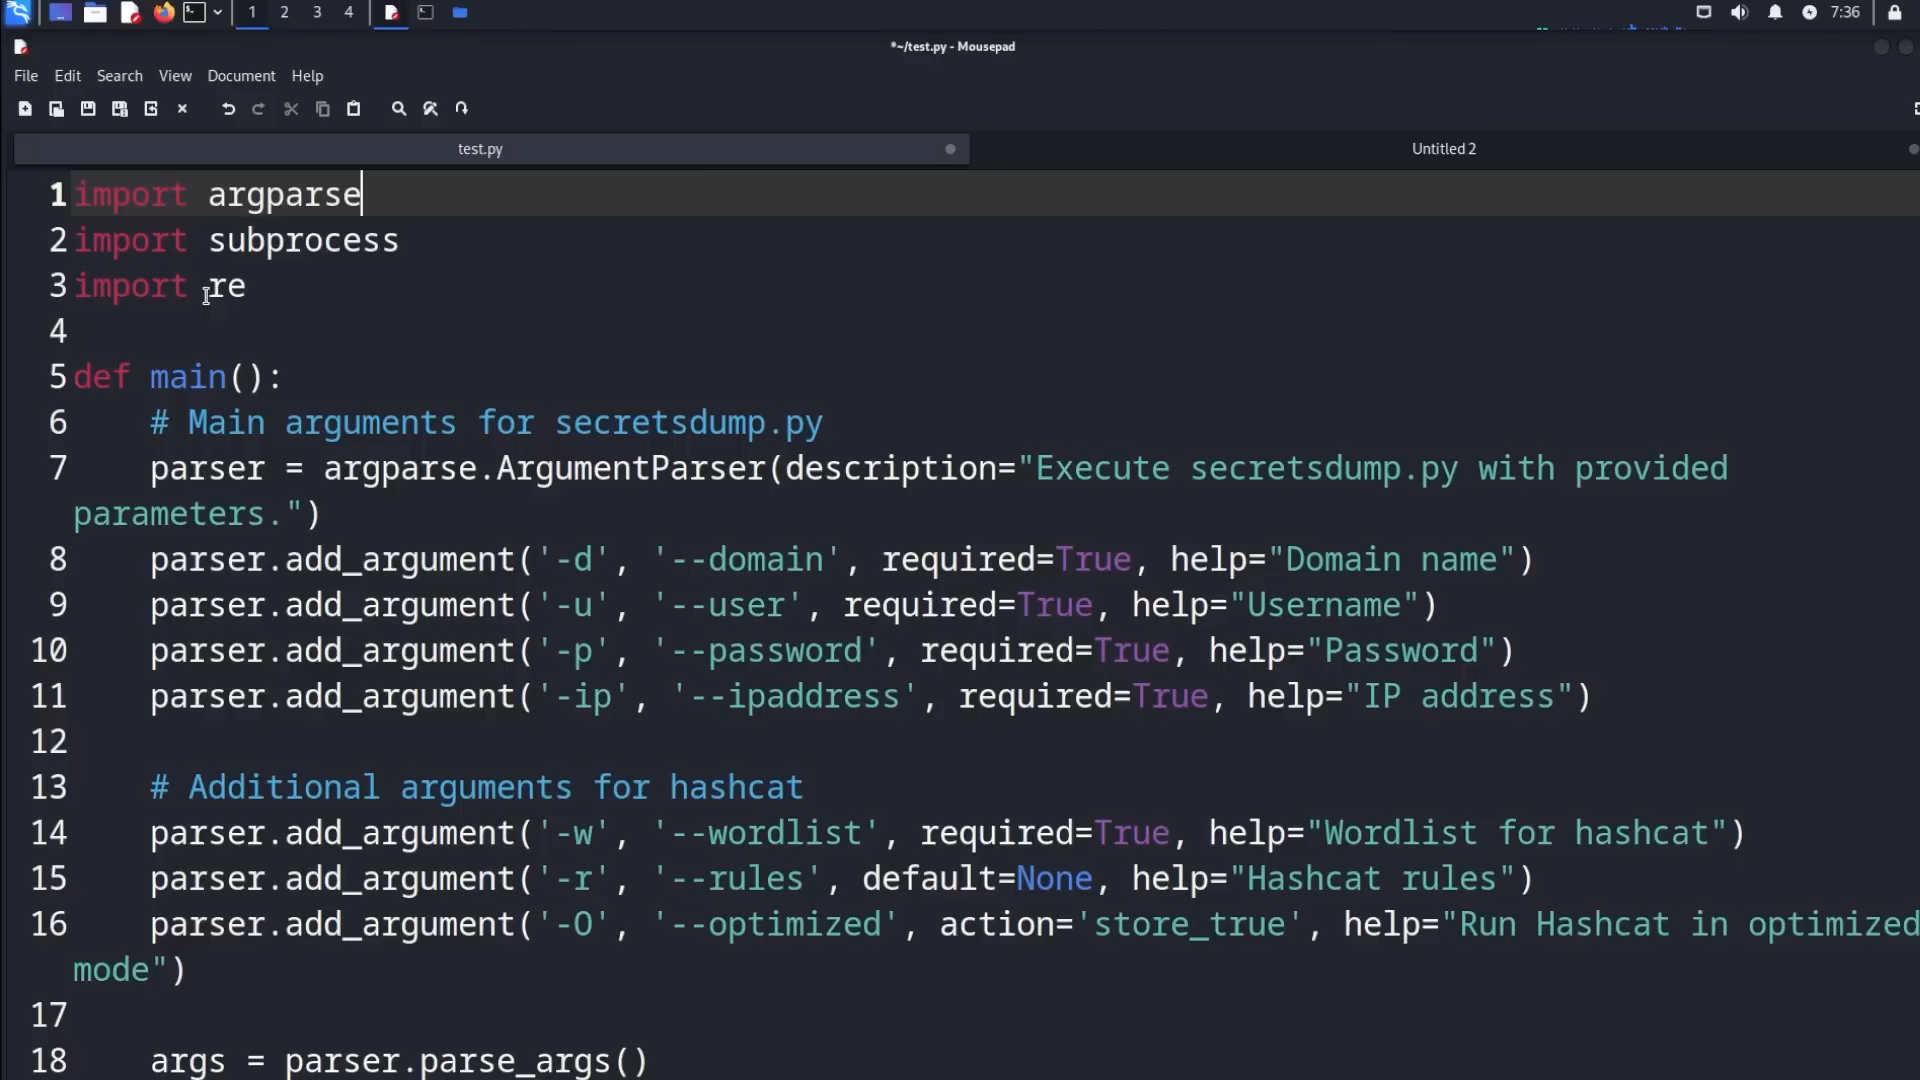 1 2 3 4 7:36
*~/test.py - Mousepad
File Edit Search View Document Help
test.py Untitled 2
1 import argparse
2 import subprocess
3 import re
4
5 def main():
6     # Main arguments for secretsdump.py
7     parser = argparse.ArgumentParser(description="Execute secretsdump.py with provided
parameters.")
8     parser.add_argument('-d', '--domain', required=True, help="Domain name")
9     parser.add_argument('-u', '--user', required=True, help="Username")
10     parser.add_argument('-p', '--password', required=True, help="Password")
11     parser.add_argument('-ip', '--ipaddress', required=True, help="IP address")
12
13     # Additional arguments for hashcat
14     parser.add_argument('-w', '--wordlist', required=True, help="Wordlist for hashcat")
15     parser.add_argument('-r', '--rules', default=None, help="Hashcat rules")
16     parser.add_argument('-O', '--optimized', action='store_true', help="Run Hashcat in optimized
mode")
17
18     args = parser.parse_args()